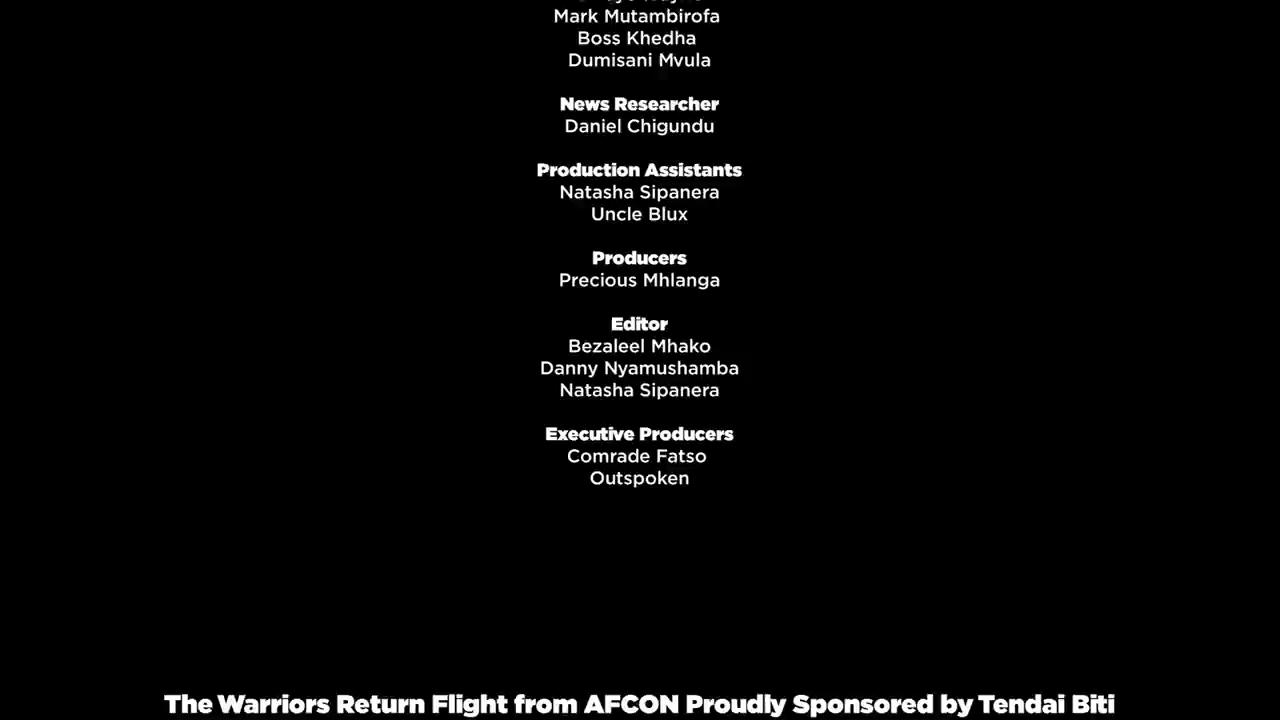 Mark Mutambirofa
Boss Khedha
Dumisani Mvula
News Researcher
Daniel Chigundu
Production Assistants
Natasha Sipanera
Uncle Blux
Producers
Precious Mhlanga
Editor
Bezaleel Mhako
Danny Nyamushamba
Natasha Sipanera
Executive Producers
Comrade Fatso
Outspoken
The Warriors Return Flight from AFCON Proudly Sponsored by Tendai Biti